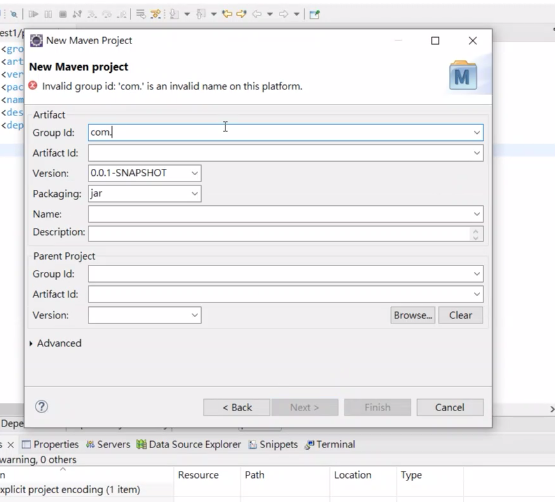 est1/p
New Maven Project
<gro
<art
New Maven project
<ver
Invalid group id: 'com.' is an invalid name on this platform.
<pac
M
<nam
<des
Artifact
<dep
Group Id: com.
Artifact Id:
Version: 0.0.1-SNAPSHOT
Packaging: jar
Name:
Description:
Parent Project
Group Id:
Artifact Id:
Version: Browse... Clear
Advanced
? < Back Next > Finish Cancel
Depe
s × Properties Servers Data Source Explorer Snippets Terminal
warning, 0 others
n Resource Path Location Type
xplicit project encoding (1 item)